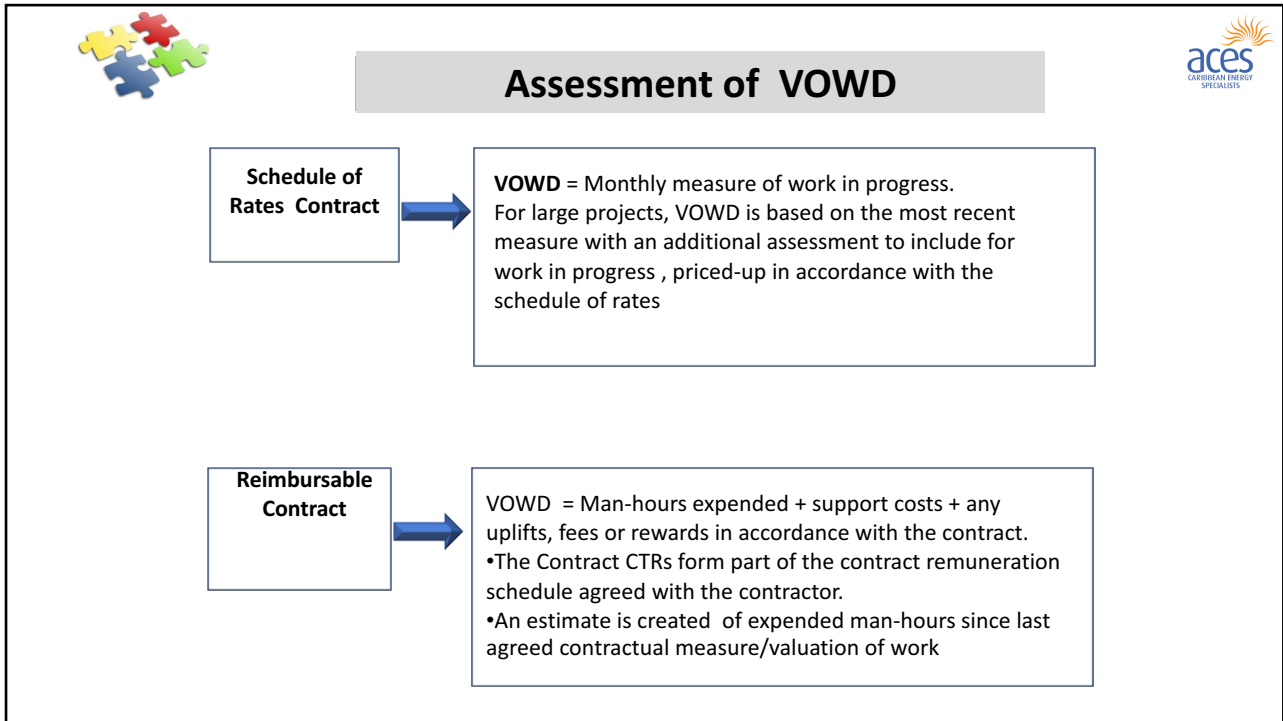 Assessment of VOWD
aces
CARIBBEAN ENERGY
SPECIALISTS
Schedule of
Rates Contract
VOWD = Monthly measure of work in progress.
For large projects, VOWD is based on the most recent
measure with an additional assessment to include for
work in progress , priced-up in accordance with the
schedule of rates
Reimbursable
Contract
VOWD = Man-hours expended + support costs + any
uplifts, fees or rewards in accordance with the contract.
•The Contract CTRs form part of the contract remuneration
schedule agreed with the contractor.
•An estimate is created of expended man-hours since last
agreed contractual measure/valuation of work